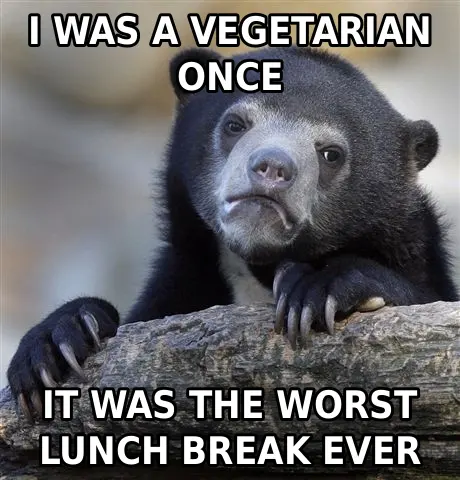 I WAS A VEGETARIAN
ONCE
IT WAS THE WORST
LUNCH BREAK EVER